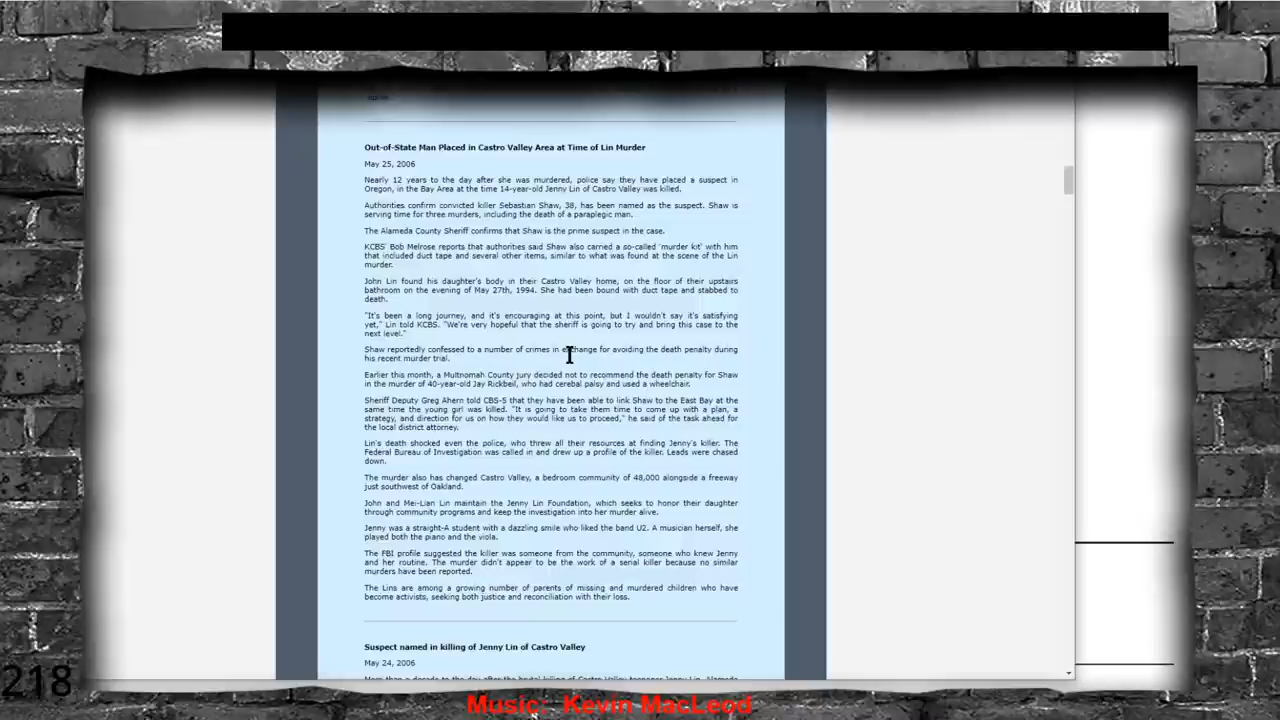 Out-of-State Man Placed in Castro Valley Area at Time of Lin Murder
May 25, 2006
Nearly 12 years to the day after she was murdered, police say they have placed a suspect in
Oregon, in the Bay Area at the time 14-year-old Jenny Lin of Castro Valley was killed.
Authorities confirm convicted killer Sebastian Shaw, 38, has been named as the suspect. Shaw is
serving time for three murders, including the death of a paraplegic man.
The Alameda County Sheriff confirms that Shaw is the prime suspect in the case.
KCBS' Bob Melrose reports that authorities said Shaw also carried a so-called 'murder kit' with him
that included duct tape and several other items, similar to what was found at the scene of the Lin
murder.
John Lin found his daughter's body in their Castro Valley home, on the floor of their upstairs
bathroom on the evening of May 27th, 1994. She had been bound with duct tape and stabbed to
death.
"It's been a long journey, and it's encouraging at this point, but I wouldn't say it's satisfying
yet," Lin told KCBS. "We're very hopeful that the sheriff is going to try and bring this case to the
next level."
Shaw reportedly confessed to a number of crimes in exchange for avoiding the death penalty during
his recent murder trial.
Earlier this month, a Multnomah County jury decided not to recommend the death penalty for Shaw
in the murder of 40-year-old Jay Rickbeil, who had cerebal palsy and used a wheelchair.
Sheriff Deputy Greg Ahern told CBS-5 that they have been able to link Shaw to the East Bay at the
same time the young girl was killed. "It is going to take them time to come up with a plan, a
strategy, and direction for us on how they would like us to proceed," he said of the task ahead for
the local district attorney.
Lin's death shocked even the police, who threw all their resources at finding Jenny's killer. The
Federal Bureau of Investigation was called in and drew up a profile of the killer. Leads were chased
down.
The murder also has changed Castro Valley, a bedroom community of 48,000 alongside a freeway
just southwest of Oakland.
John and Mei-Lian Lin maintain the Jenny Lin Foundation, which seeks to honor their daughter
through community programs and keep the investigation into her murder alive.
Jenny was a straight-A student with a dazzling smile who liked the band U2. A musician herself, she
played both the piano and the viola.
The FBI profile suggested the killer was someone from the community, someone who knew Jenny
and her routine. The murder didn't appear to be the work of a serial killer because no similar
murders have been reported.
The Lins are among a growing number of parents of missing and murdered children who have
become activists, seeking both justice and reconciliation with their loss.
Suspect named in killing of Jenny Lin of Castro Valley
May 24, 2006
More than a decade to the day after the brutal killing of Castro Valley teenager Jenny Lin, Alameda
218
Music: Kevin MacLeod